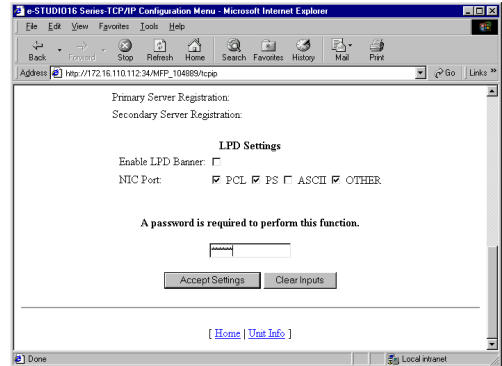 e-STUDIO16 Series-TCP/IP Configuration Menu - Microsoft Internet Explorer
File Edit View Favorites Tools Help
Back Forward Stop Refresh Home Search Favorites History Mail Print
Address http://172.16.110.112:34/MFP_104889/tcpip Go Links »
Primary Server Registration:
Secondary Server Registration:
LPD Settings
Enable LPD Banner:
NIC Port: PCL PS ASCII OTHER
A password is required to perform this function.
******
Accept Settings Clear Inputs
[ Home | Unit Info ]
Done Local intranet